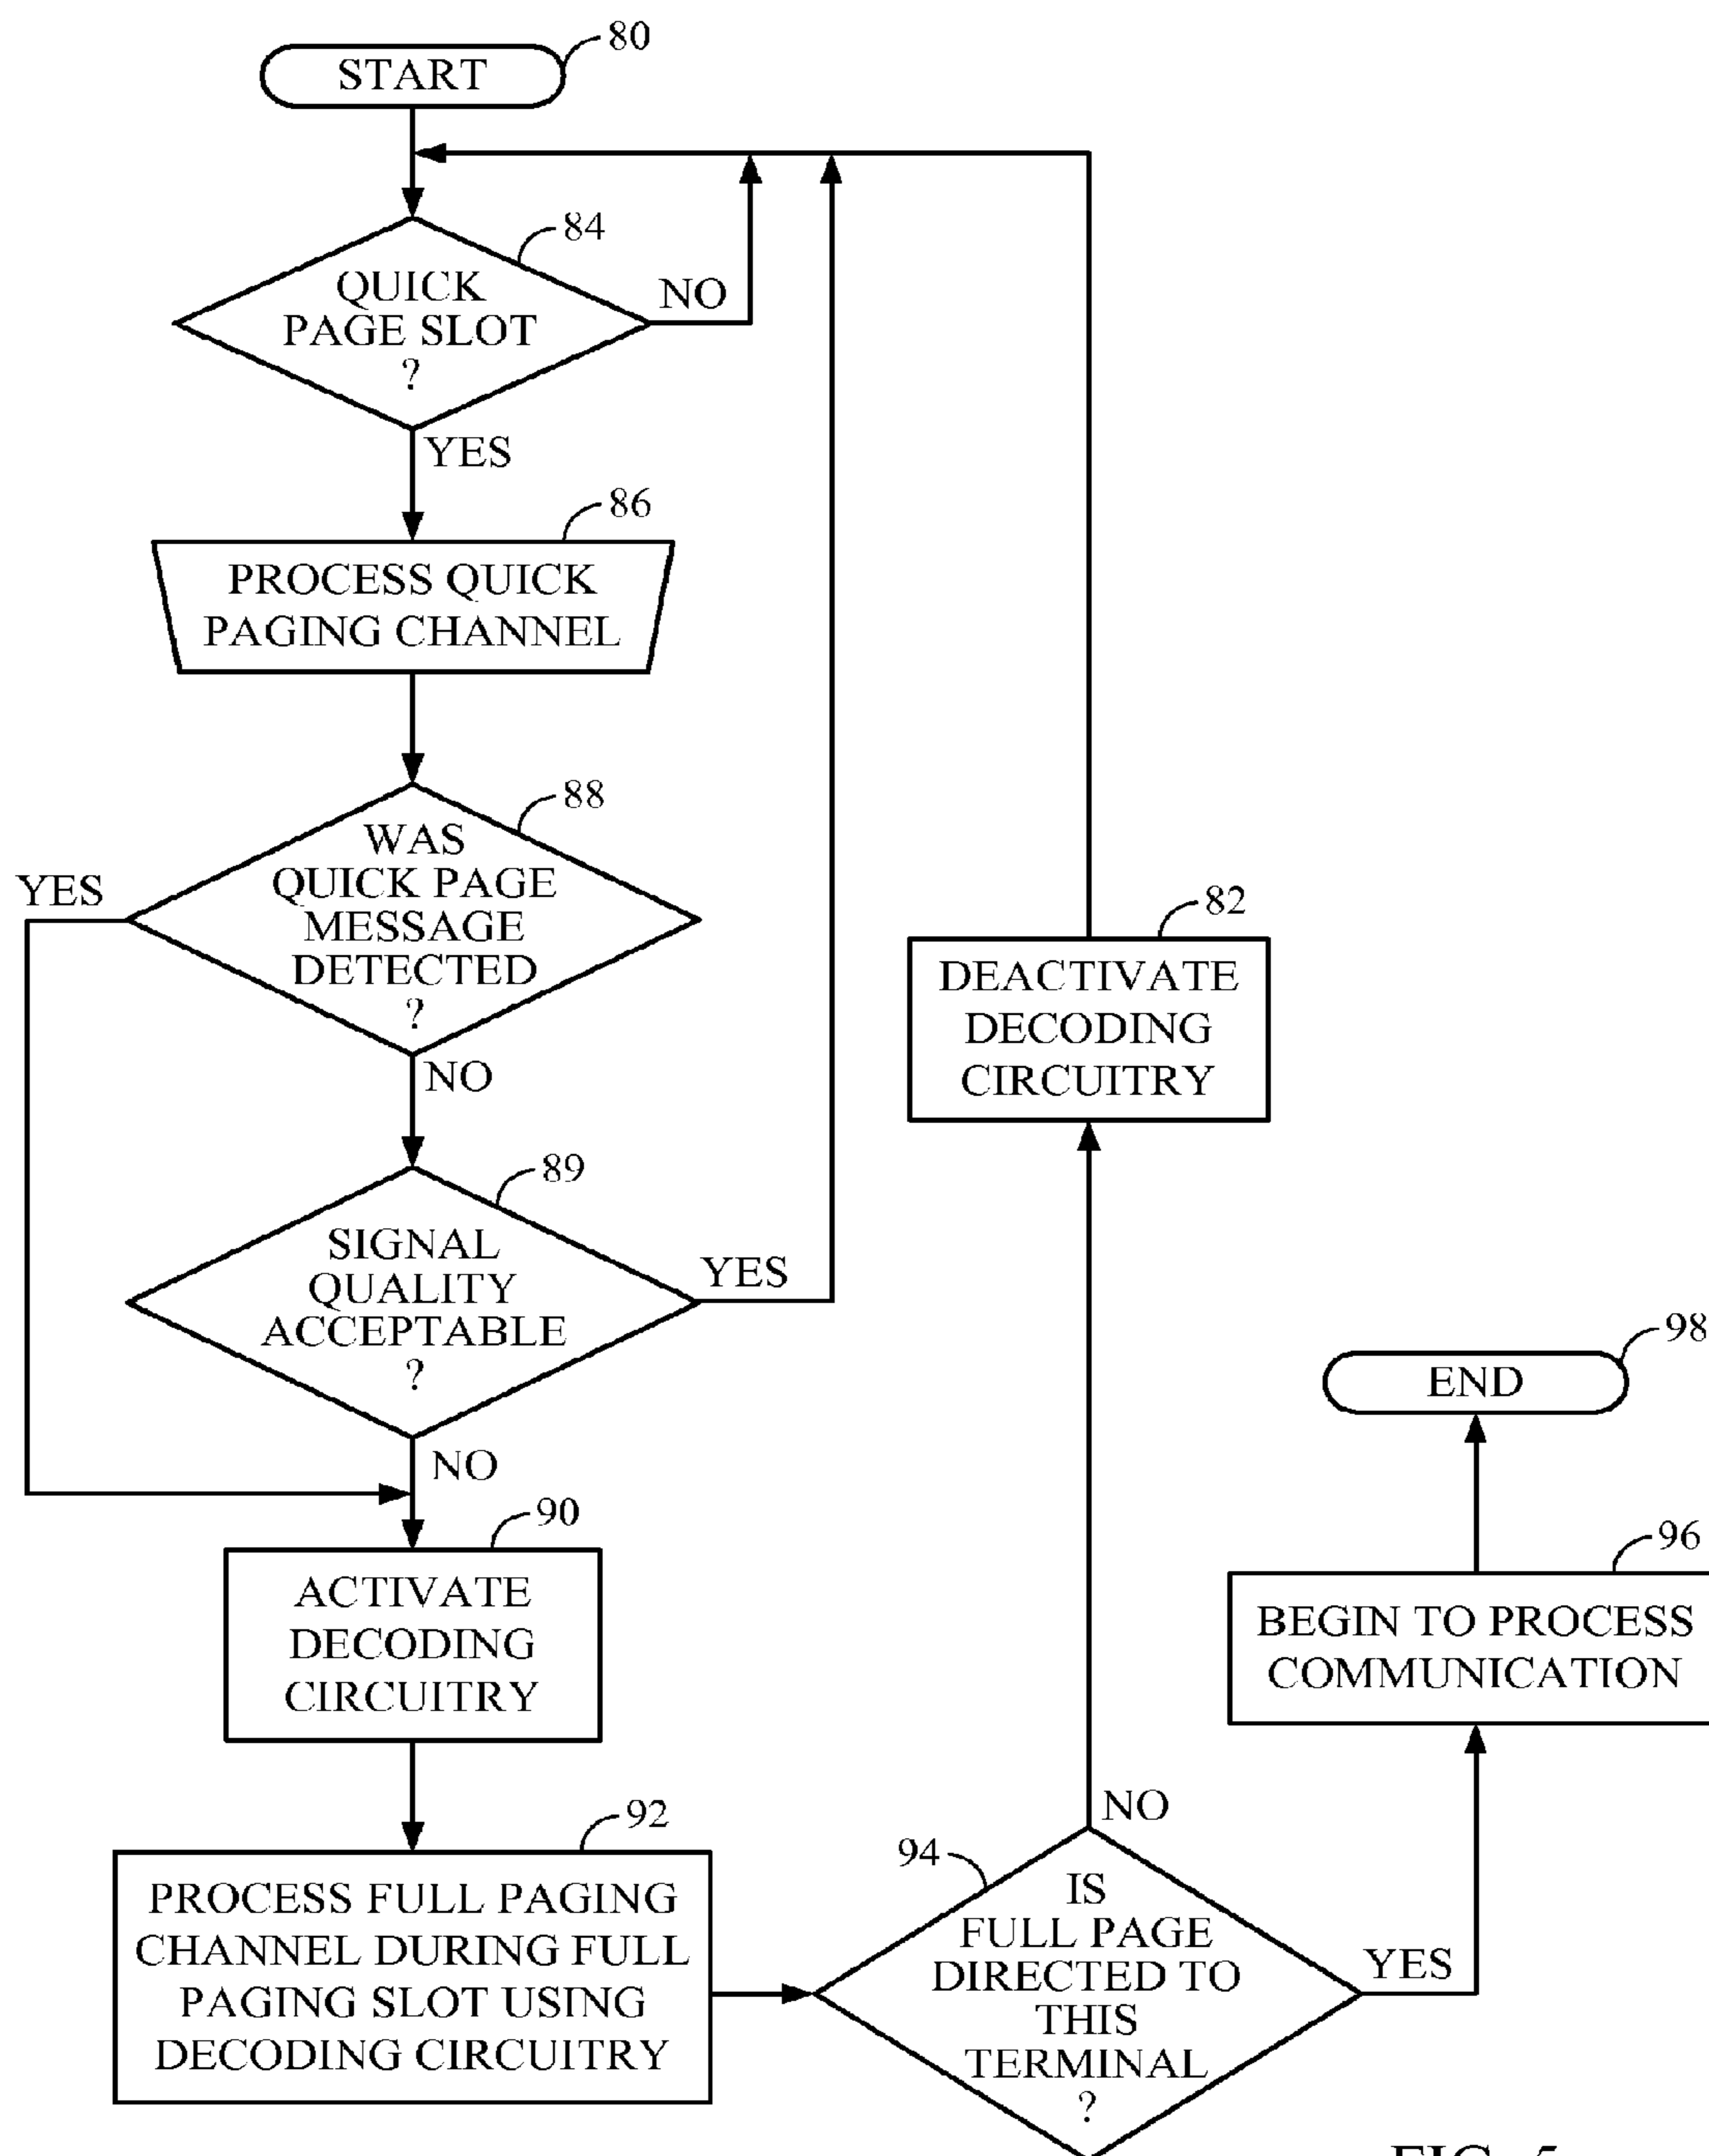 START
80
84
QUICK
PAGE SLOT
?
NO
YES
86
PROCESS QUICK
PAGING CHANNEL
88
WAS
QUICK PAGE
MESSAGE
DETECTED
?
YES
NO
89
SIGNAL
QUALITY
ACCEPTABLE
?
YES
NO
90
ACTIVATE
DECODING
CIRCUITRY
92
PROCESS FULL PAGING
CHANNEL DURING FULL
PAGING SLOT USING
DECODING CIRCUITRY
94
IS
FULL PAGE
DIRECTED TO
THIS
TERMINAL
?
NO
YES
82
DEACTIVATE
DECODING
CIRCUITRY
96
BEGIN TO PROCESS
COMMUNICATION
98
END
FIG. 5